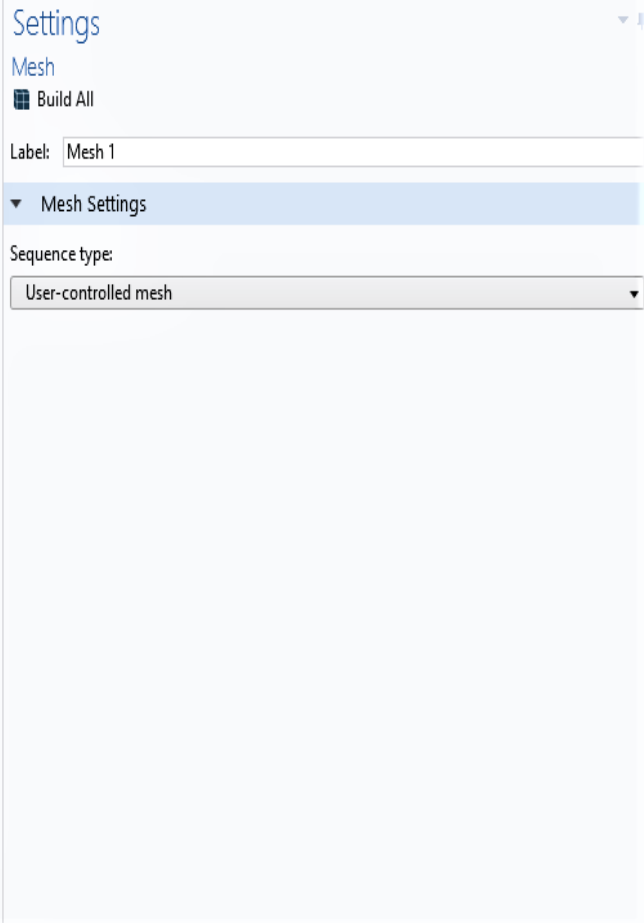 Settings
Mesh
Build All
Label: Mesh 1
Mesh Settings
Sequence type:
User-controlled mesh